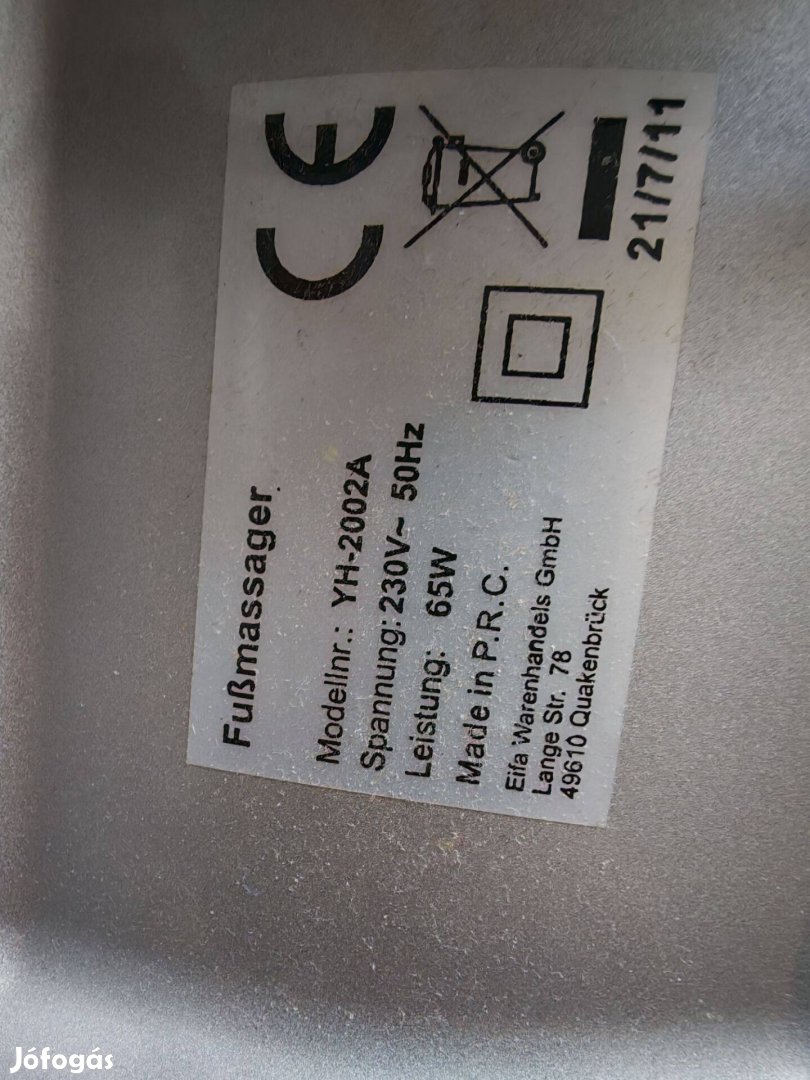 Fußmassager
Modellnr.: YH-2002A
Spannung: 230V~ 50Hz
Leistung: 65W
Made in P.R.C.
Eifa Warenhandels GmbH
Lange Str. 78
49610 Quakenbrück
CE
21/7/11
Jófogás